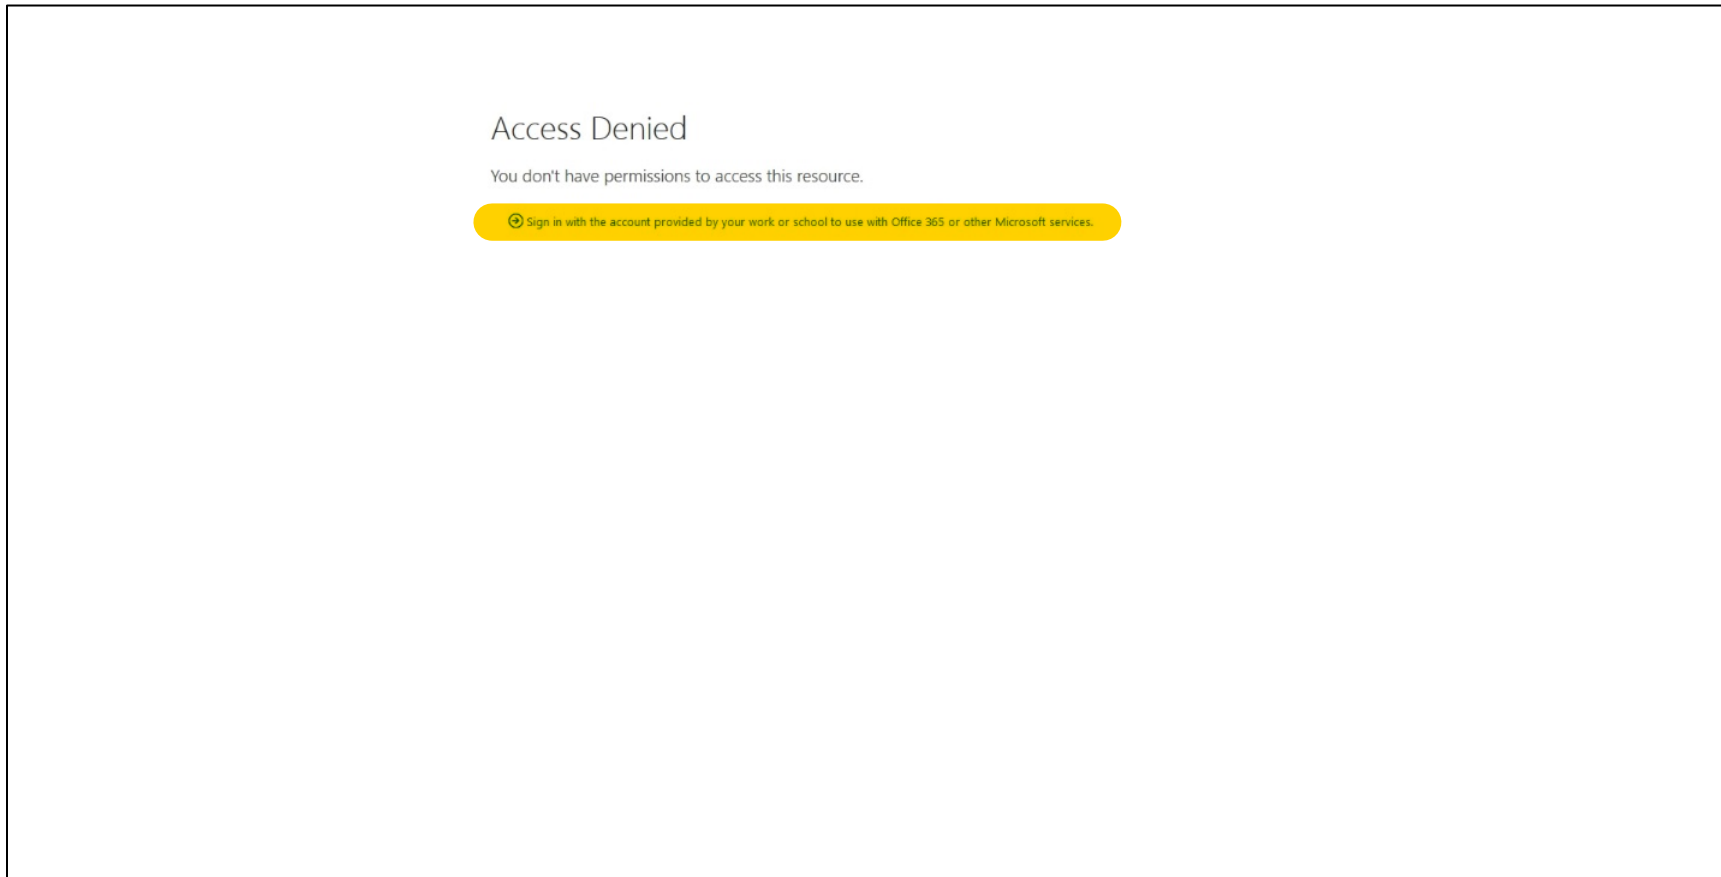 Access Denied
You don't have permissions to access this resource.
Sign in with the account provided by your work or school to use with Office 365 or other Microsoft services.